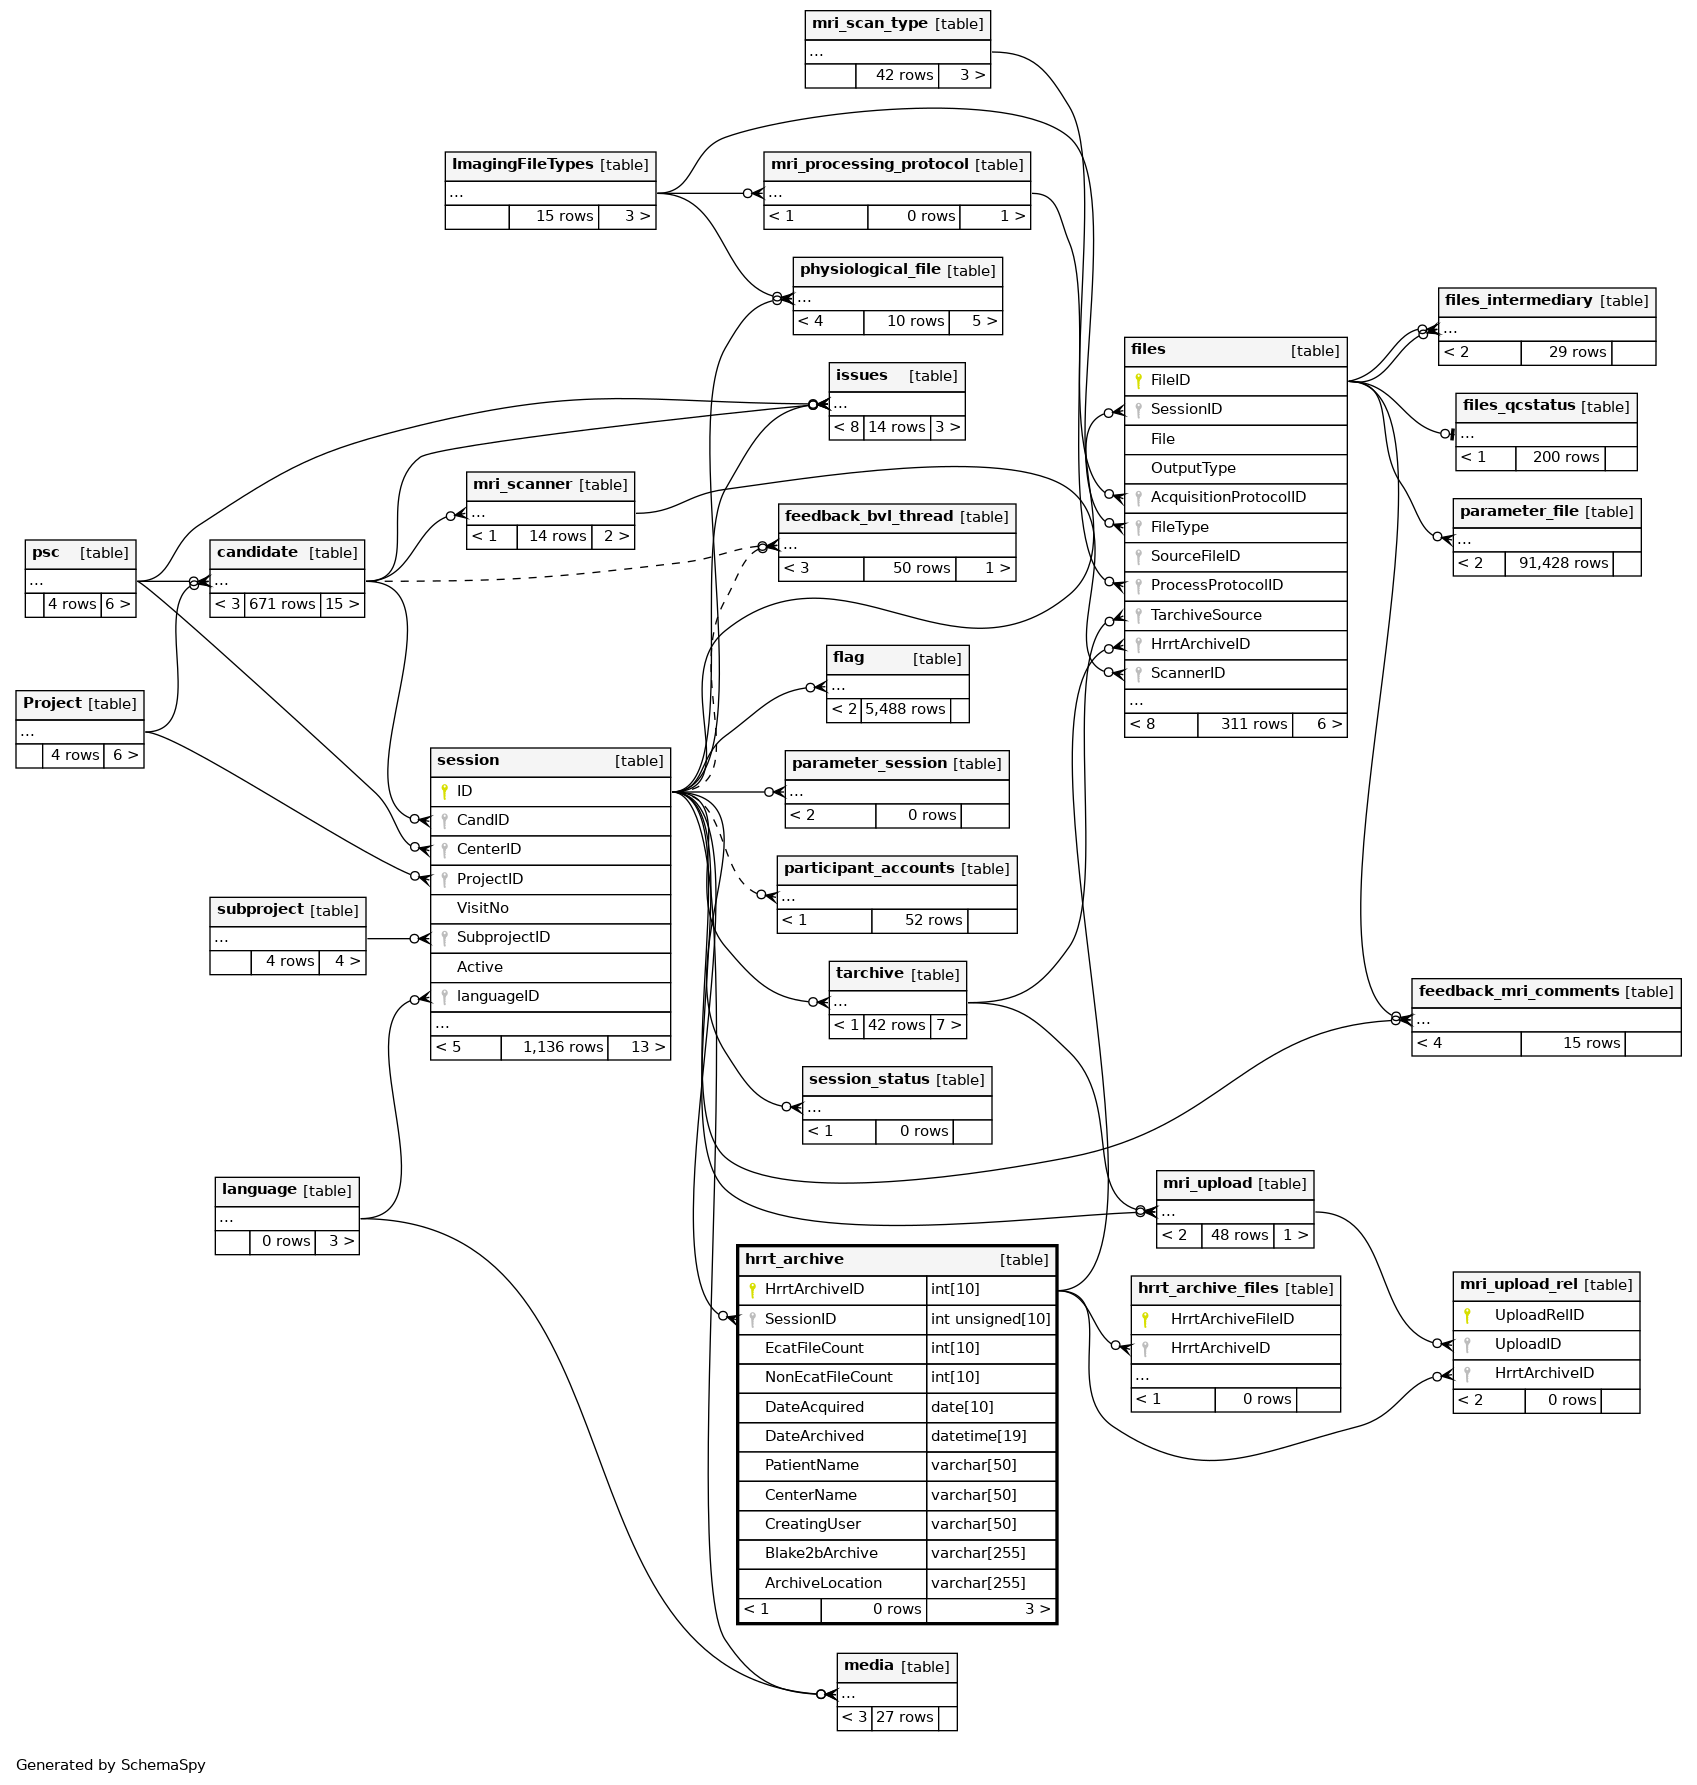 mri_scan_type [table]
...
42 rows 3 >
ImagingFileTypes [table]
...
15 rows 3 >
mri_processing_protocol [table]
...
< 1 0 rows 1 >
physiological_file [table]
...
< 4 10 rows 5 >
issues [table]
...
< 8 14 rows 3 >
mri_scanner [table]
...
< 1 14 rows 2 >
feedback_bvl_thread [table]
...
< 3 50 rows 1 >
psc [table]
...
4 rows 6 >
candidate [table]
...
< 3 671 rows 15 >
Project [table]
...
4 rows 6 >
files [table]
FileID
SessionID
File
OutputType
AcquisitionProtocolID
FileType
SourceFileID
ProcessProtocolID
TarchiveSource
HrrtArchiveID
ScannerID
...
< 8 311 rows 6 >
files_intermediary [table]
...
< 2 29 rows
files_qcstatus [table]
...
< 1 200 rows
parameter_file [table]
...
< 2 91,428 rows
flag [table]
...
< 2 5,488 rows
session [table]
ID
CandID
CenterID
ProjectID
VisitNo
SubprojectID
Active
languageID
...
< 5 1,136 rows 13 >
parameter_session [table]
...
< 2 0 rows
participant_accounts [table]
...
< 1 52 rows
subproject [table]
...
4 rows 4 >
tarchive [table]
...
< 1 42 rows 7 >
session_status [table]
...
< 1 0 rows
feedback_mri_comments [table]
...
< 4 15 rows
language [table]
...
0 rows 3 >
mri_upload [table]
...
< 2 48 rows 1 >
hrrt_archive [table]
HrrtArchiveID int[10]
SessionID int unsigned[10]
EcatFileCount int[10]
NonEcatFileCount int[10]
DateAcquired date[10]
DateArchived datetime[19]
PatientName varchar[50]
CenterName varchar[50]
CreatingUser varchar[50]
Blake2bArchive varchar[255]
ArchiveLocation varchar[255]
< 1 0 rows 3 >
hrrt_archive_files [table]
HrrtArchiveFileID
HrrtArchiveID
...
< 1 0 rows
mri_upload_rel [table]
UploadRelID
UploadID
HrrtArchiveID
< 2 0 rows
media [table]
...
< 3 27 rows
Generated by SchemaSpy